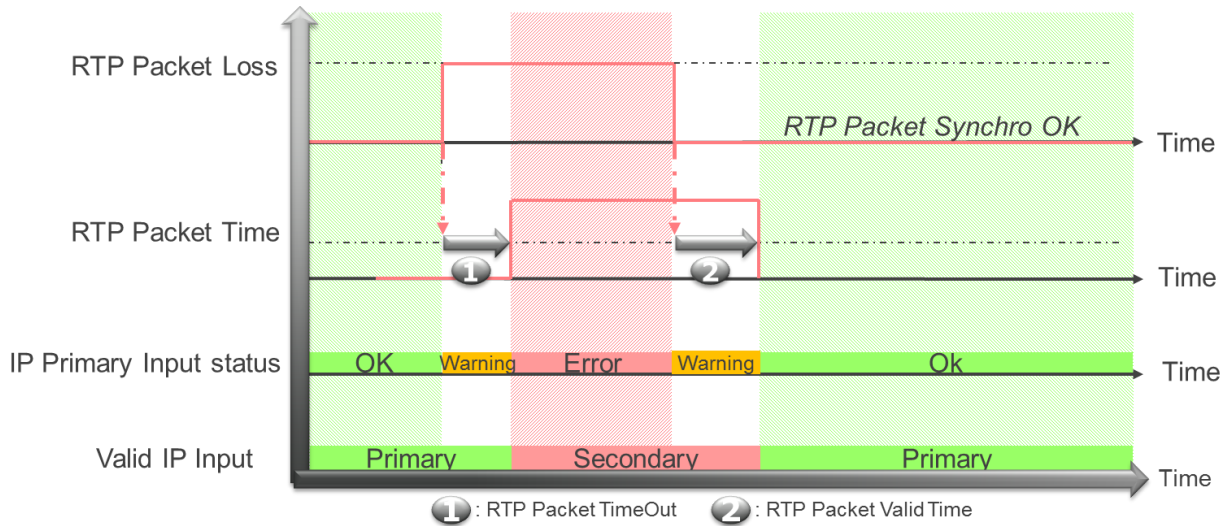 RTP Packet Loss
RTP Packet Synchro OK
Time
RTP Packet Time
1
2
Time
IP Primary Input status
OK
Warning
Error
Warning
Ok
Time
Valid IP Input
Primary
Secondary
Primary
Time
1 : RTP Packet TimeOut
2 : RTP Packet Valid Time